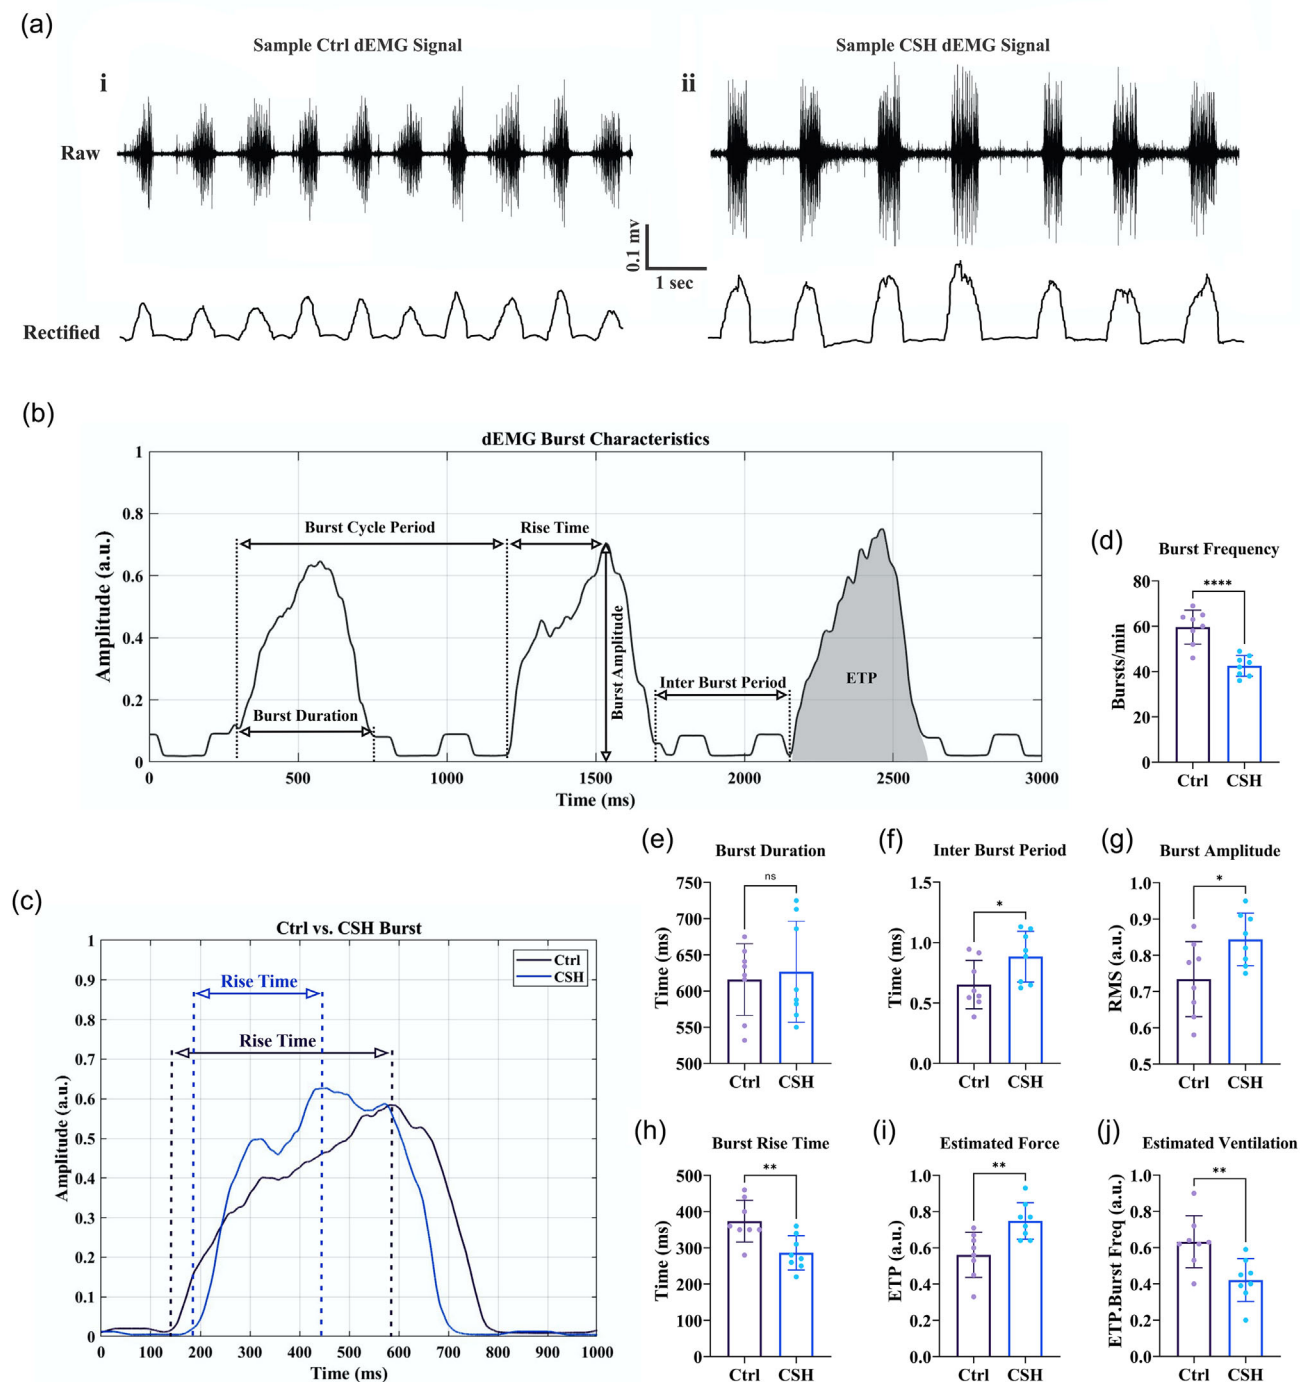 (a)
Sample Ctrl dEMG Signal
Sample CSH dEMG Signal
i
ii
Raw
0.1 mv
1 sec
Rectified
(b)
dEMG Burst Characteristics
1
0.8
0.6
0.4
0.2
0
Amplitude (a.u.)
Burst Cycle Period
Rise Time
Burst Amplitude
Burst Duration
Inter Burst Period
ETP
0 500 1000 1500 2000 2500 3000
Time (ms)
(d)
Burst Frequency
80
60
40
20
0
Bursts/min
****
Ctrl CSH
(c)
Ctrl vs. CSH Burst
1
0.9
0.8
0.7
0.6
0.5
0.4
0.3
0.2
0.1
0
Amplitude (a.u.)
Ctrl
CSH
Rise Time
Rise Time
0 100 200 300 400 500 600 700 800 900 1000
Time (ms)
(e)
Burst Duration
750
700
650
600
550
500
Time (ms)
ns
Ctrl CSH
(f)
Inter Burst Period
1.5
1.0
0.5
0.0
Time (ms)
*
Ctrl CSH
(g)
Burst Amplitude
1.0
0.9
0.8
0.7
0.6
0.5
RMS (a.u.)
*
Ctrl CSH
(h)
Burst Rise Time
500
400
300
200
100
0
Time (ms)
**
Ctrl CSH
(i)
Estimated Force
1.0
0.8
0.6
0.4
0.2
0.0
ETP (a.u.)
**
Ctrl CSH
(j)
Estimated Ventilation
1.0
0.8
0.6
0.4
0.2
0.0
ETP.Burst Freq (a.u.)
**
Ctrl CSH